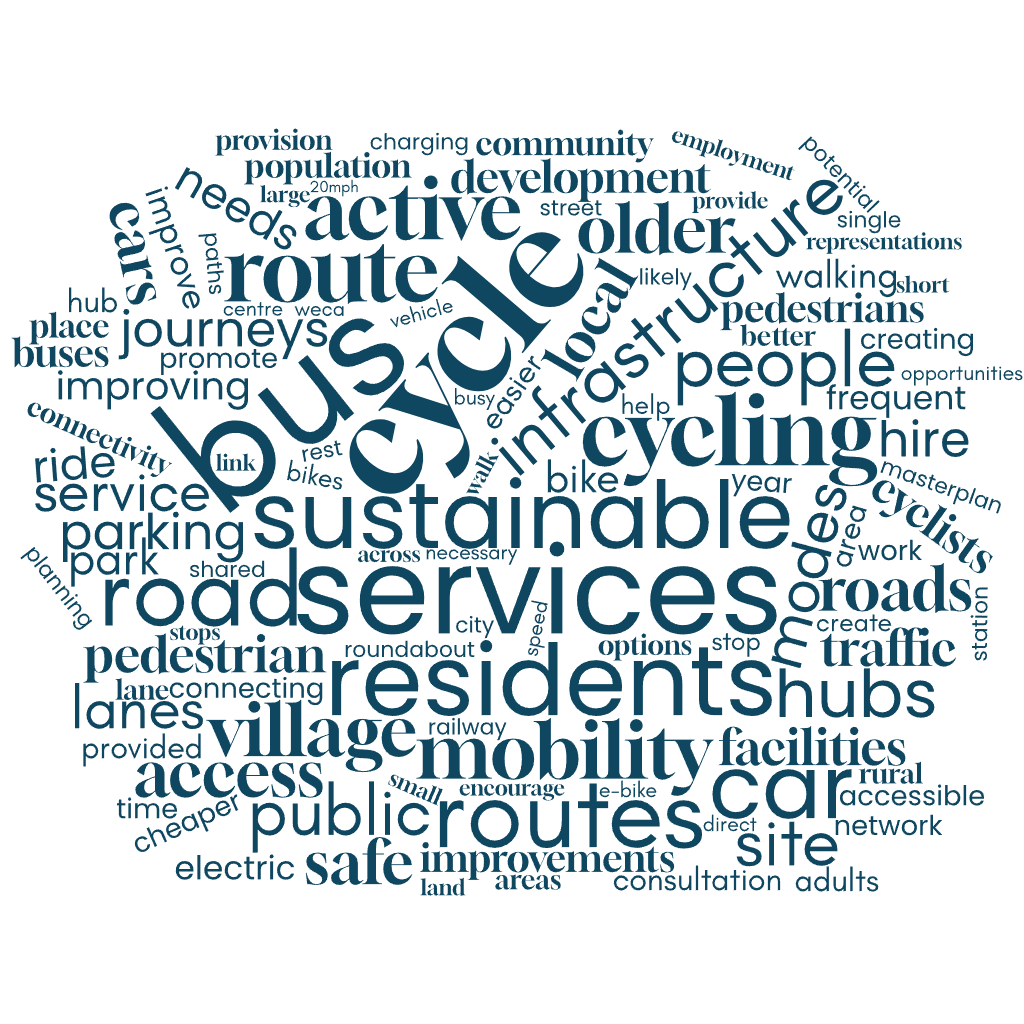 provision
charging
community
employment
potential
population
large
20mph
development
needs
active
street
older
provide
infrastructure
single
representations
cars
improve
paths
route
cycle
local
likely
walking
short
hub
centre
weca
vehicle
pedestrians
place
journeys
bus
better
creating
buses
promote
easier
people
opportunities
improving
busy
help
frequent
connectivity
cycling
hire
link
rest
walk
ride
bikes
bike
year
masterplan
service
sustainable
modes
cyclists
parking
area
park
across
necessary
work
planning
shared
road
services
roads
station
stops
city
speed
create
pedestrian
roundabout
options
stop
traffic
lane
connecting
residents
hubs
lanes
village
railway
provided
mobility
facilities
access
small
encourage
e-bike
car
rural
accessible
time
cheaper
public
routes
direct
site
network
electric
safe
improvements
land
areas
consultation
adults